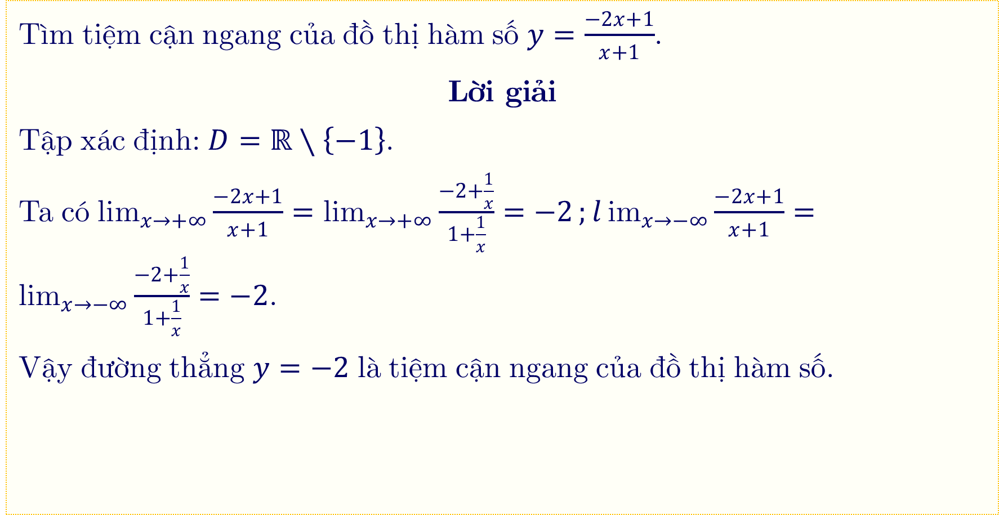 Tìm tiệm cận ngang của đồ thị hàm số $y = \frac{-2x+1}{x+1}$.
Lời giải
Tập xác định: $D = \mathbb{R} \setminus \{-1\}$.
Ta có $\lim_{x \to +\infty} \frac{-2x+1}{x+1} = \lim_{x \to +\infty} \frac{-2+\frac{1}{x}}{1+\frac{1}{x}} = -2 ; l \operatorname{im}_{x \to -\infty} \frac{-2x+1}{x+1} =$
$\lim_{x \to -\infty} \frac{-2+\frac{1}{x}}{1+\frac{1}{x}} = -2$.
Vậy đường thẳng $y = -2$ là tiệm cận ngang của đồ thị hàm số.